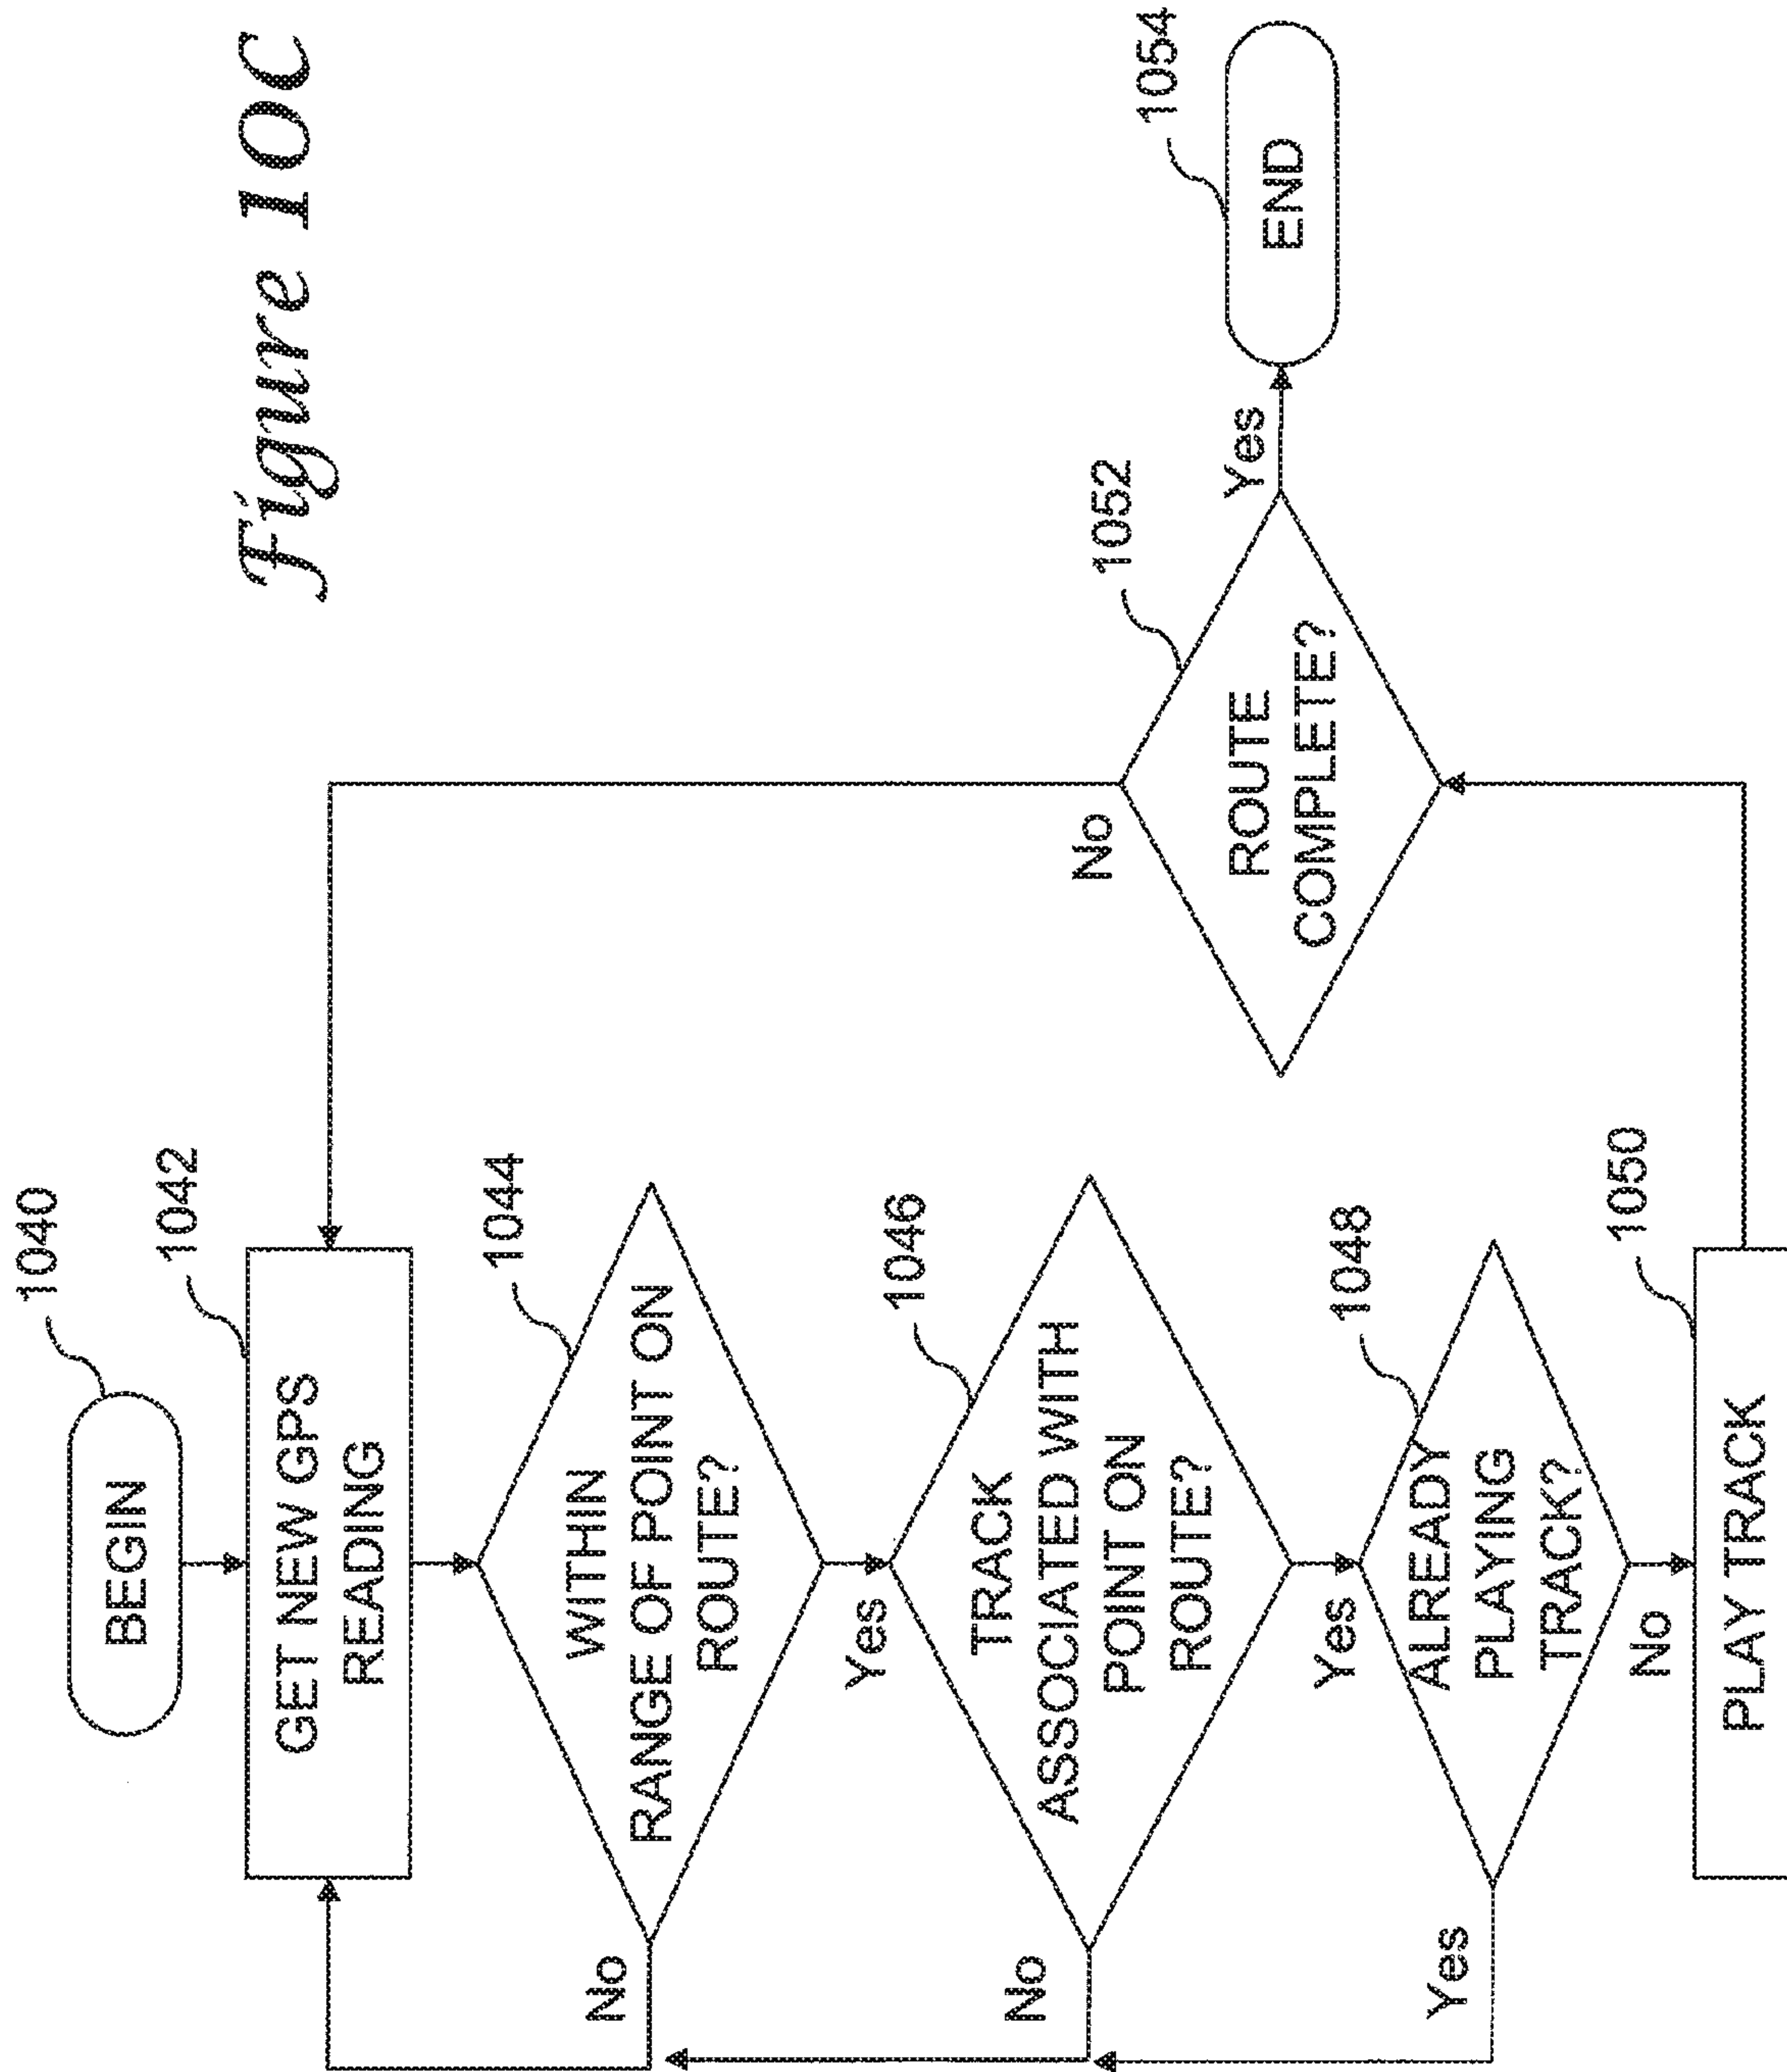 Figure 10C
BEGIN
1040
GET NEW GPS
READING
1042
WITHIN
RANGE OF POINT ON
ROUTE?
1044
No
Yes
TRACK
ASSOCIATED WITH
POINT ON
ROUTE?
1046
No
Yes
ALREADY
PLAYING
TRACK?
1048
Yes
No
PLAY TRACK
1050
ROUTE
COMPLETE?
1052
No
Yes
END
1054